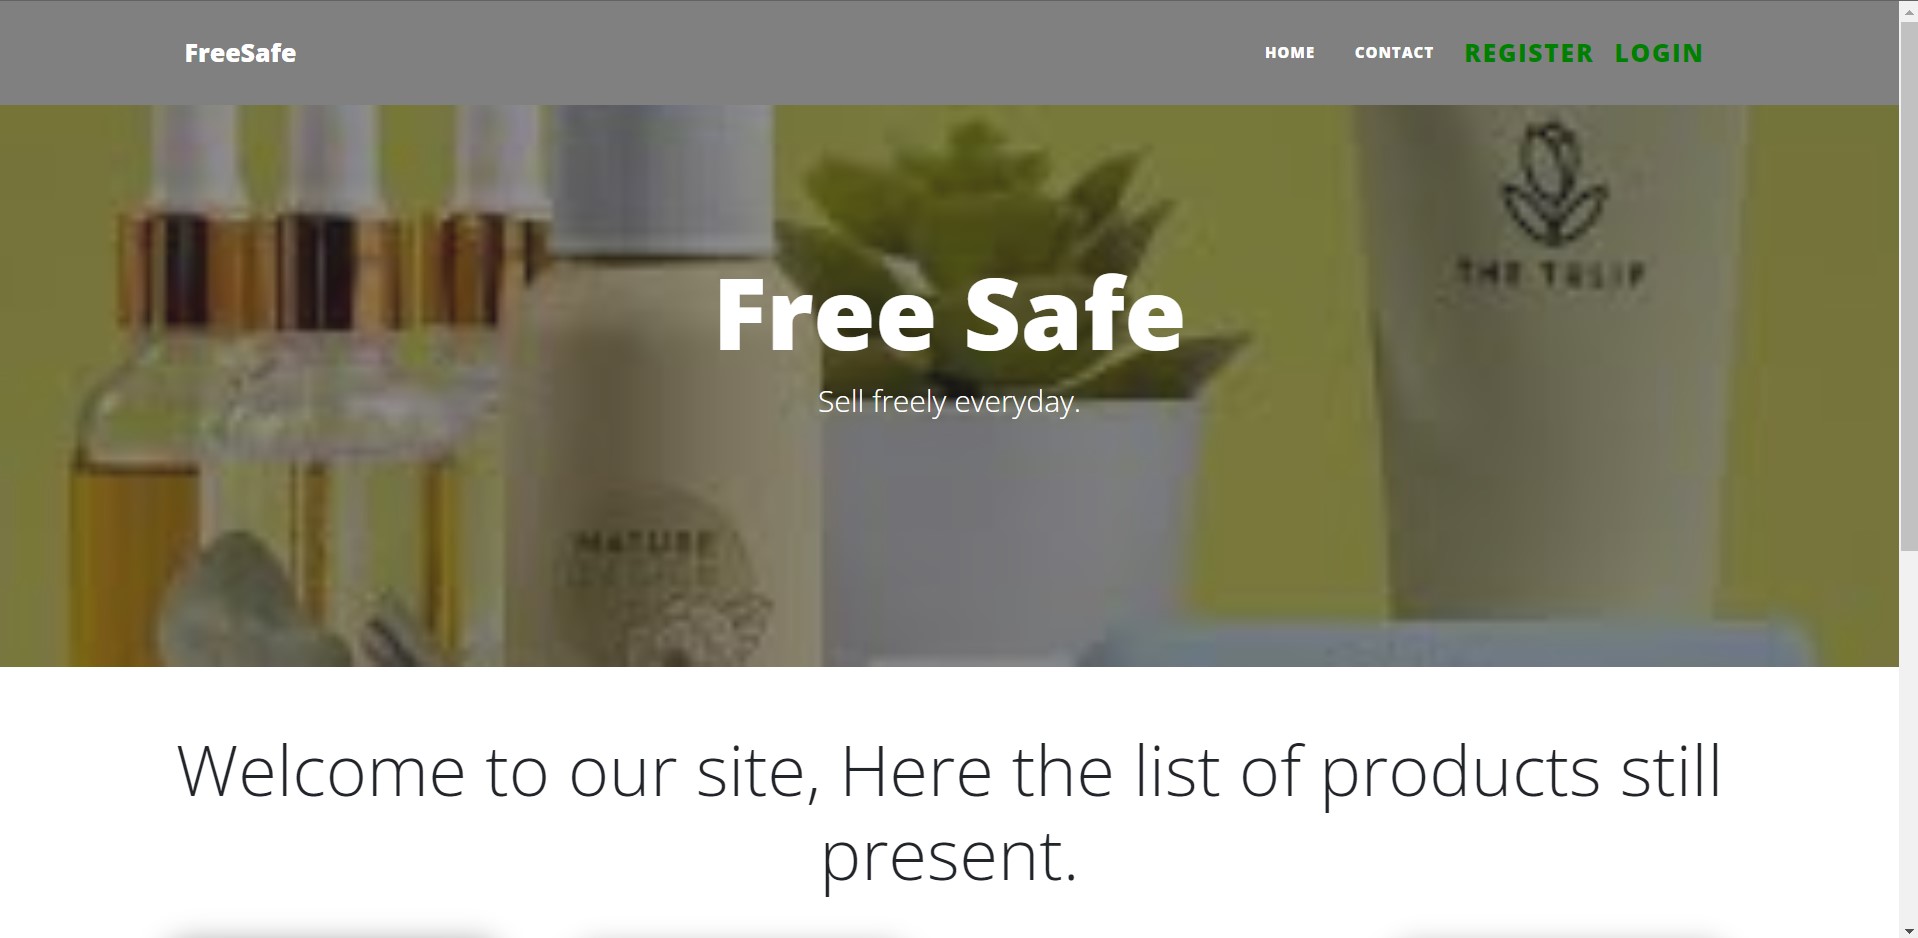 FreeSafe
HOME CONTACT REGISTER LOGIN
THE TULIP
Free Safe
Sell freely everyday.
NATURE
Welcome to our site, Here the list of products still
present.